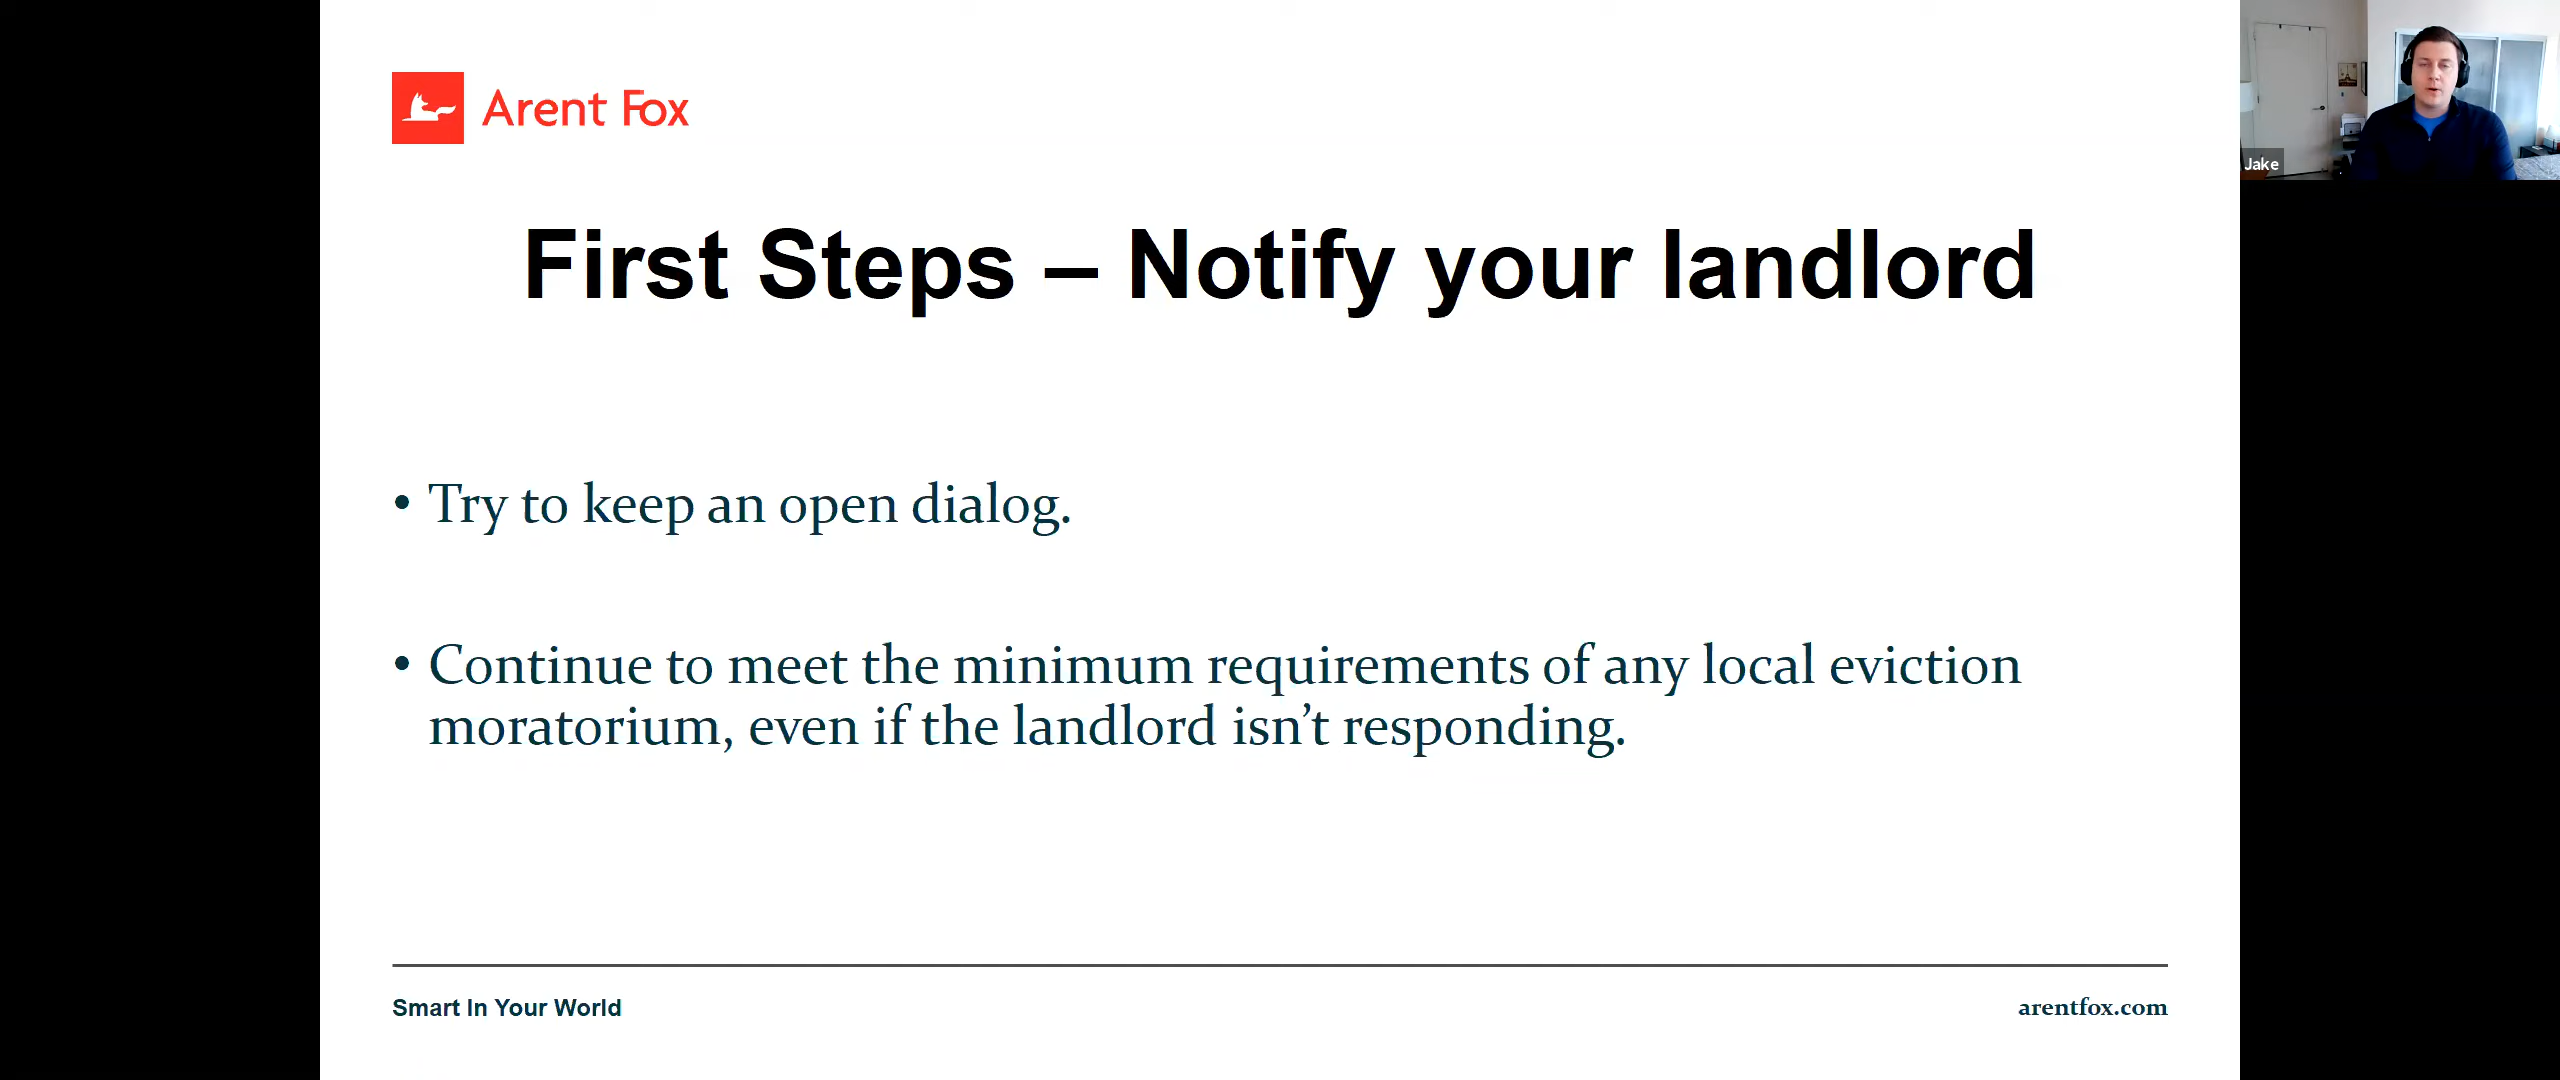 Arent Fox
Jake
First Steps – Notify your landlord
• Try to keep an open dialog.
• Continue to meet the minimum requirements of any local eviction
moratorium, even if the landlord isn’t responding.
Smart In Your World
arentfox.com